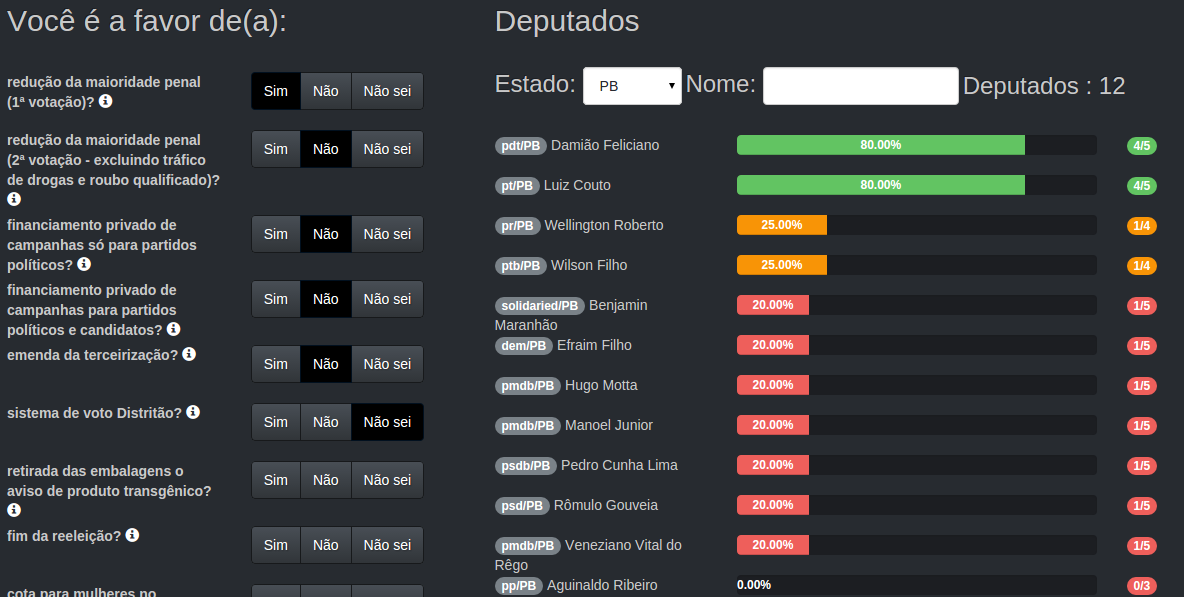 Você é a favor de(a):
redução da maioridade penal
(1ª votação)?
Sim Não Não sei
redução da maioridade penal
(2ª votação - excluindo tráfico
de drogas e roubo qualificado)?
Sim Não Não sei
financiamento privado de
campanhas só para partidos
políticos?
Sim Não Não sei
financiamento privado de
campanhas para partidos
políticos e candidatos?
Sim Não Não sei
emenda da terceirização?
Sim Não Não sei
sistema de voto Distritão?
Sim Não Não sei
retirada das embalagens o
aviso de produto transgênico?
Sim Não Não sei
fim da reeleição?
Sim Não Não sei
cota para mulheres no
Deputados
Estado: PB Nome: Deputados : 12
pdt/PB Damião Feliciano 80.00% 4/5
pt/PB Luiz Couto 80.00% 4/5
pr/PB Wellington Roberto 25.00% 1/4
ptb/PB Wilson Filho 25.00% 1/4
solidaried/PB Benjamin 20.00% 1/5
Maranhão
dem/PB Efraim Filho 20.00% 1/5
pmdb/PB Hugo Motta 20.00% 1/5
pmdb/PB Manoel Junior 20.00% 1/5
psdb/PB Pedro Cunha Lima 20.00% 1/5
psd/PB Rômulo Gouveia 20.00% 1/5
pmdb/PB Veneziano Vital do 20.00% 1/5
Rêgo
pp/PB Aguinaldo Ribeiro 0.00% 0/3